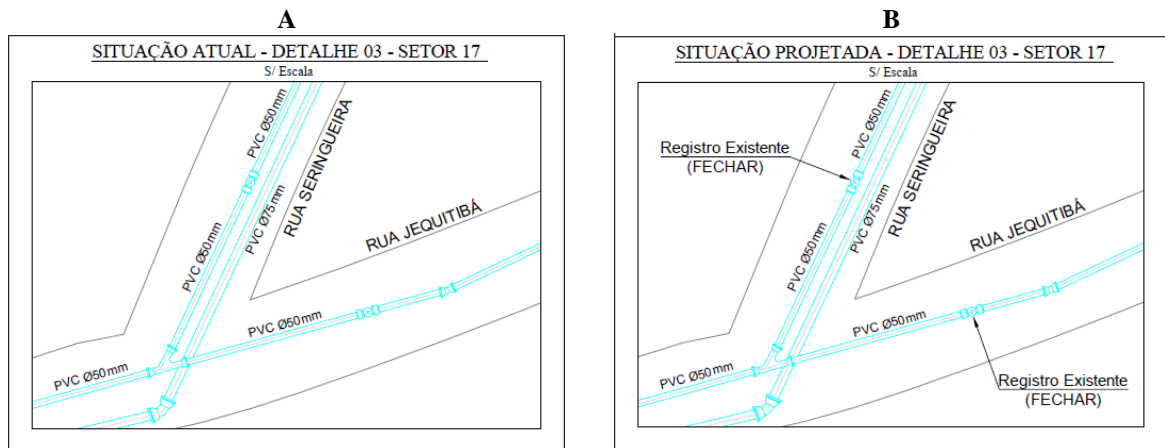 A
SITUAÇÃO ATUAL - DETALHE 03 - SETOR 17
S/ Escala
PVC Ø50mm
PVC Ø75mm
RUA SERINGUEIRA
PVC Ø50mm
RUA JEQUITIBÁ
PVC Ø50mm
PVC Ø50mm
B
SITUAÇÃO PROJETADA - DETALHE 03 - SETOR 17
S/ Escala
PVC Ø50mm
Registro Existente
(FECHAR)
PVC Ø75mm
RUA SERINGUEIRA
PVC Ø50mm
RUA JEQUITIBÁ
PVC Ø50mm
PVC Ø50mm
Registro Existente
(FECHAR)